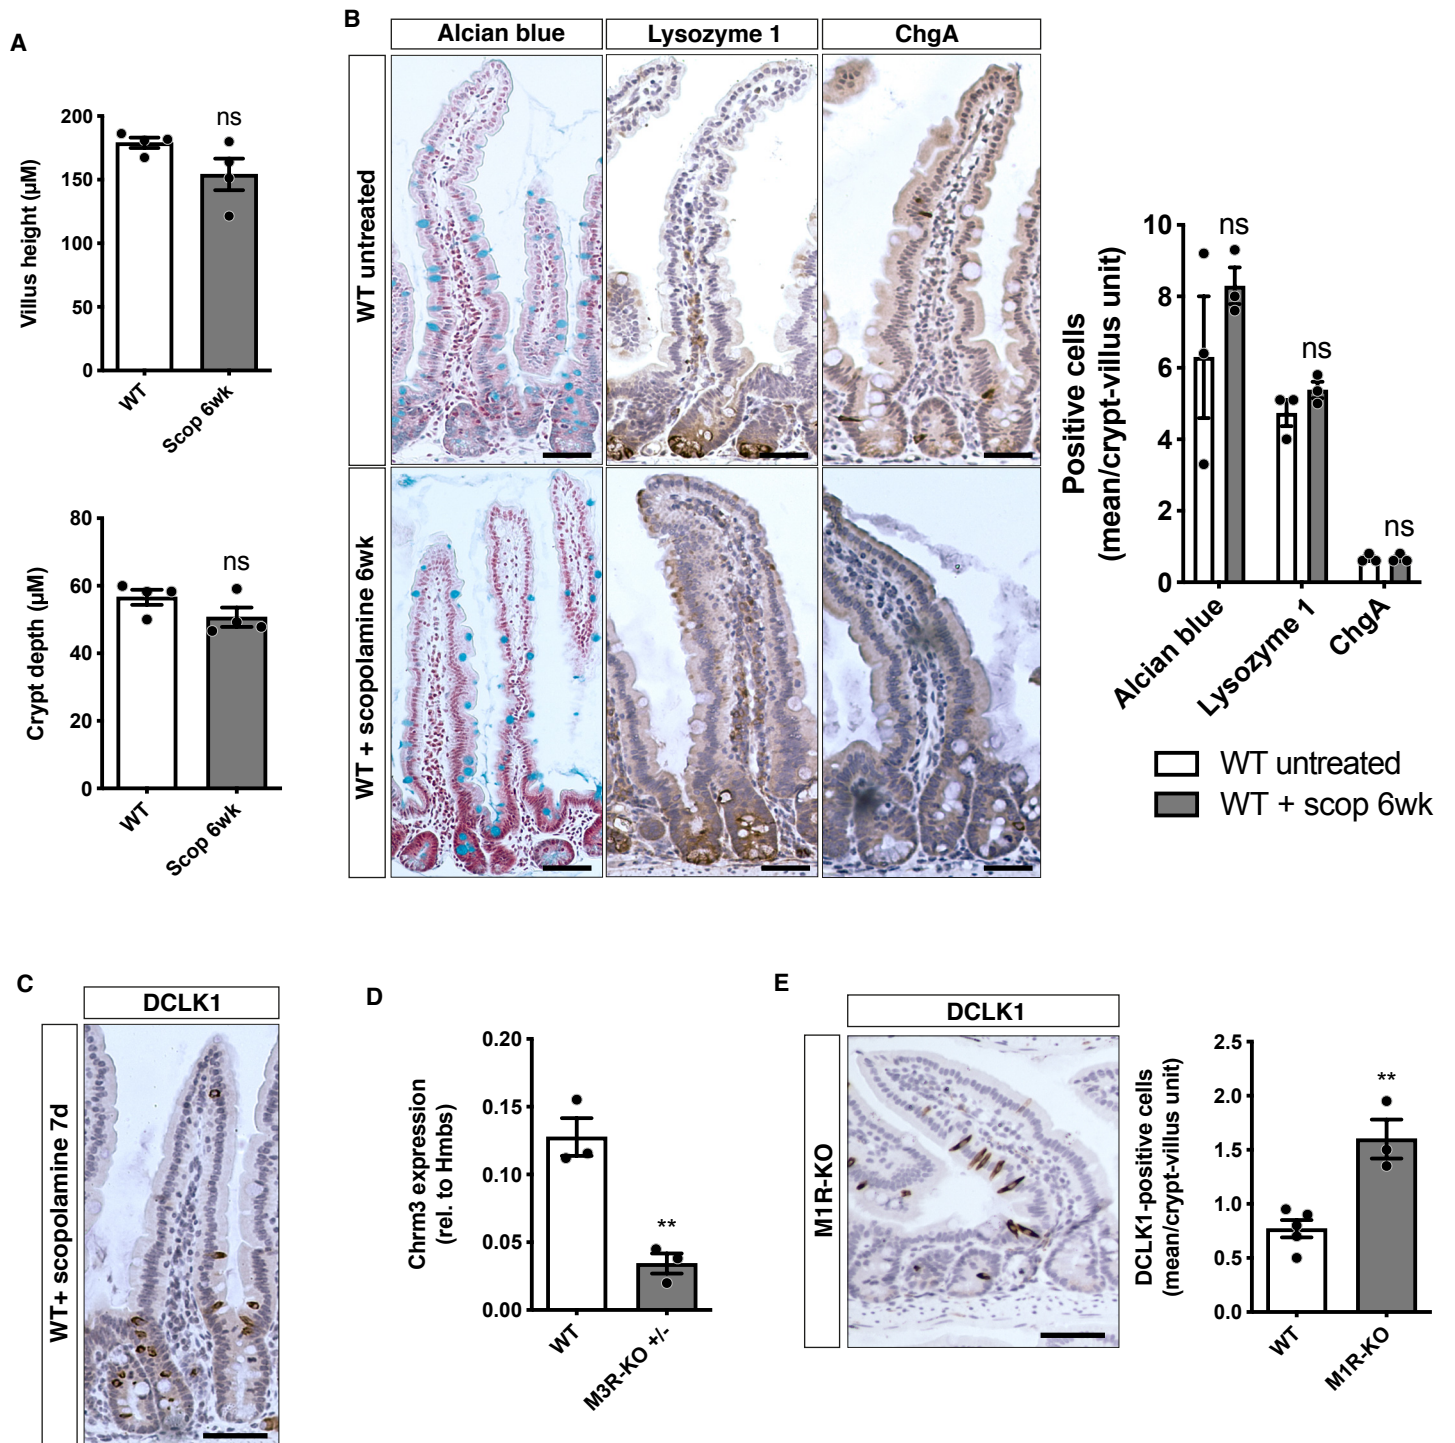 A
Villus height (µM)
200
150
100
50
0
ns
WT
Scop 6wk
Crypt depth (µM)
80
60
40
20
0
ns
WT
Scop 6wk
B
Alcian blue
Lysozyme 1
ChgA
WT untreated
WT + scopolamine 6wk
Positive cells
(mean/crypt-villus unit)
10
8
6
4
2
0
ns
ns
ns
Alcian blue
Lysozyme 1
ChgA
WT untreated
WT + scop 6wk
C
DCLK1
WT+ scopolamine 7d
D
Chrrm3 expression
(rel. to Hmbs)
0.20
0.15
0.10
0.05
0.00
**
WT
M3R-KO +/-
E
DCLK1
M1R-KO
DCLK1-positive cells
(mean/crypt-villus unit)
2.5
2.0
1.5
1.0
0.5
0.0
**
WT
M1R-KO